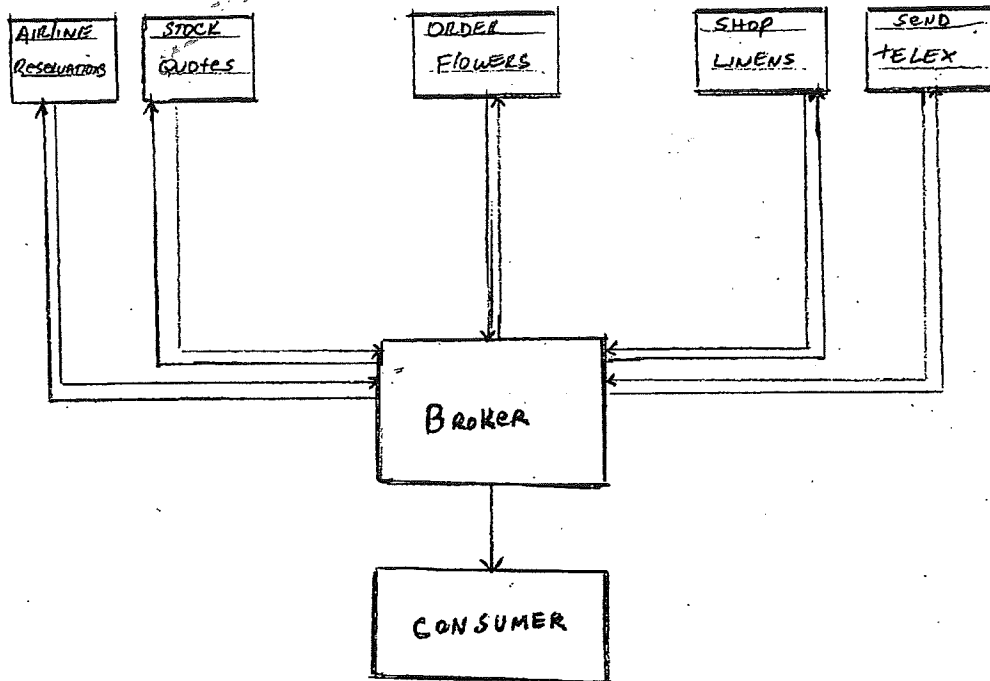 AIRLINE
RESERVATIONS
STOCK
QUOTES
ORDER
FLOWERS
SHOP
LINENS
SEND
TELEX
BROKER
CONSUMER